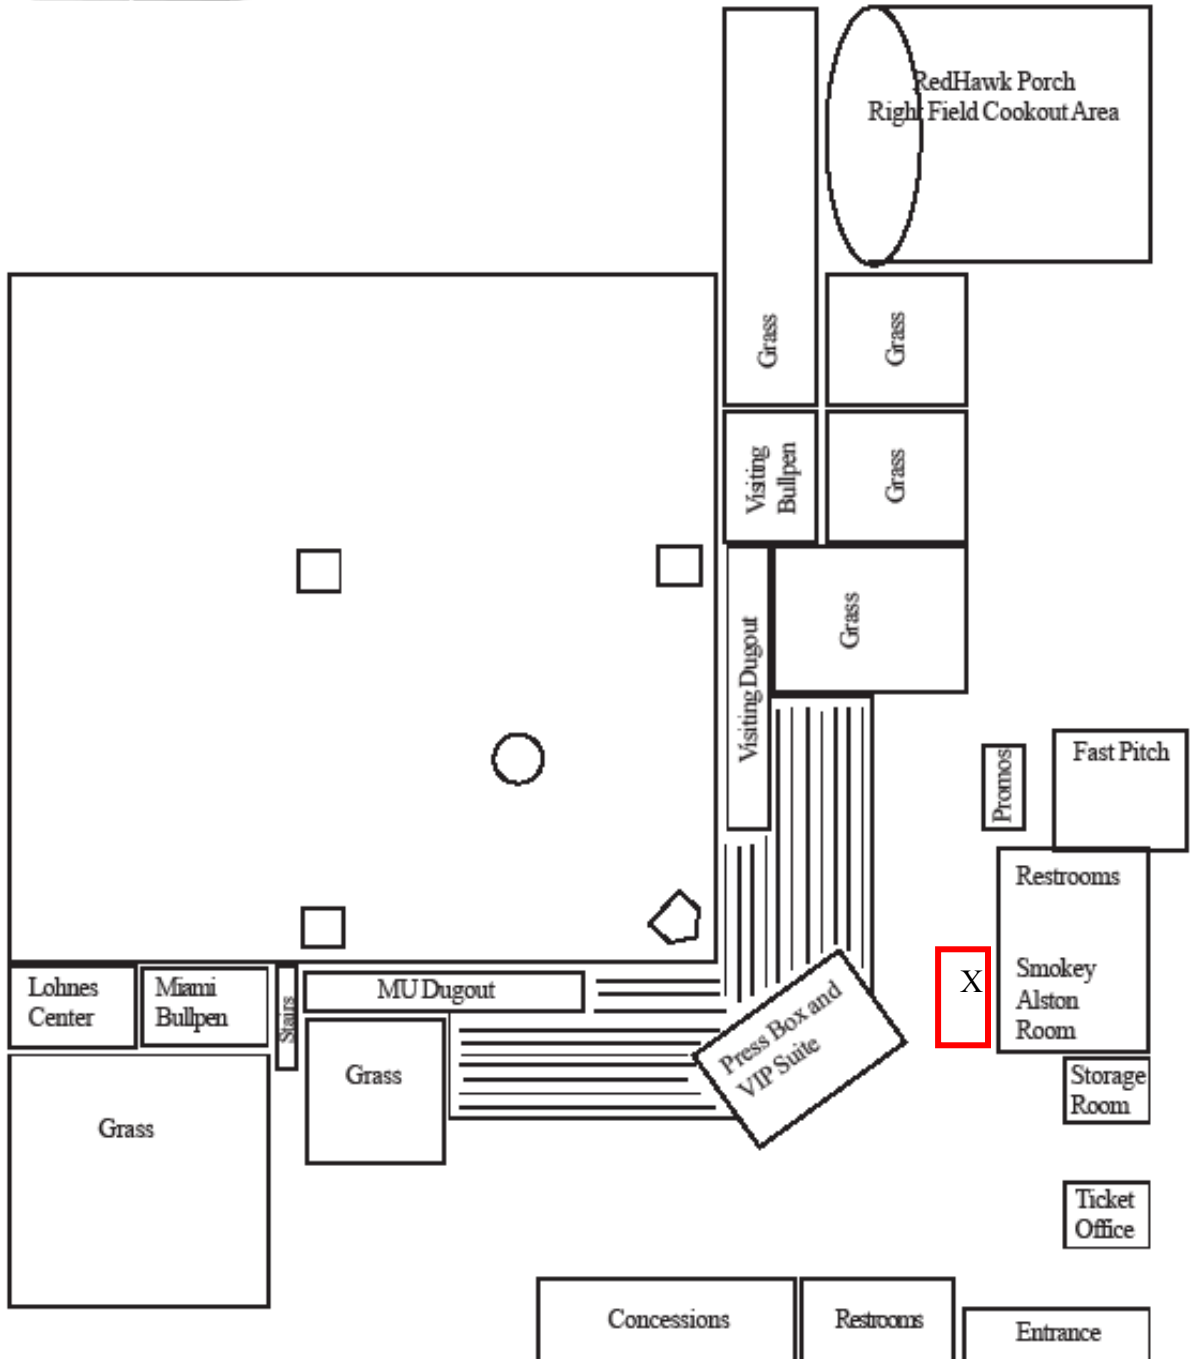 RedHawk Porch
Right Field Cookout Area
Grass
Grass
Visiting
Bullpen
Grass
Visiting Dugout
Grass
Promos
Fast Pitch
Restrooms
Smokey
Alston
Room
X
Lohnes
Center
Miami
Bullpen
Stairs
MU Dugout
Press Box and
VIP Suite
Grass
Grass
Storage
Room
Ticket
Office
Concessions
Restrooms
Entrance